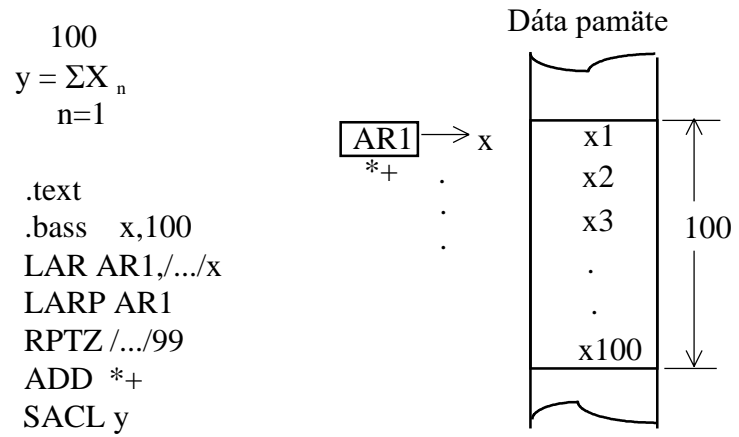 100
y = ΣX n
n=1
.text
.bass x,100
LAR AR1,/.../x
LARP AR1
RPTZ /.../99
ADD *+
SACL y
Dáta pamäte
AR1 x
*+
.
.
.
x1
x2
x3
.
.
x100
100